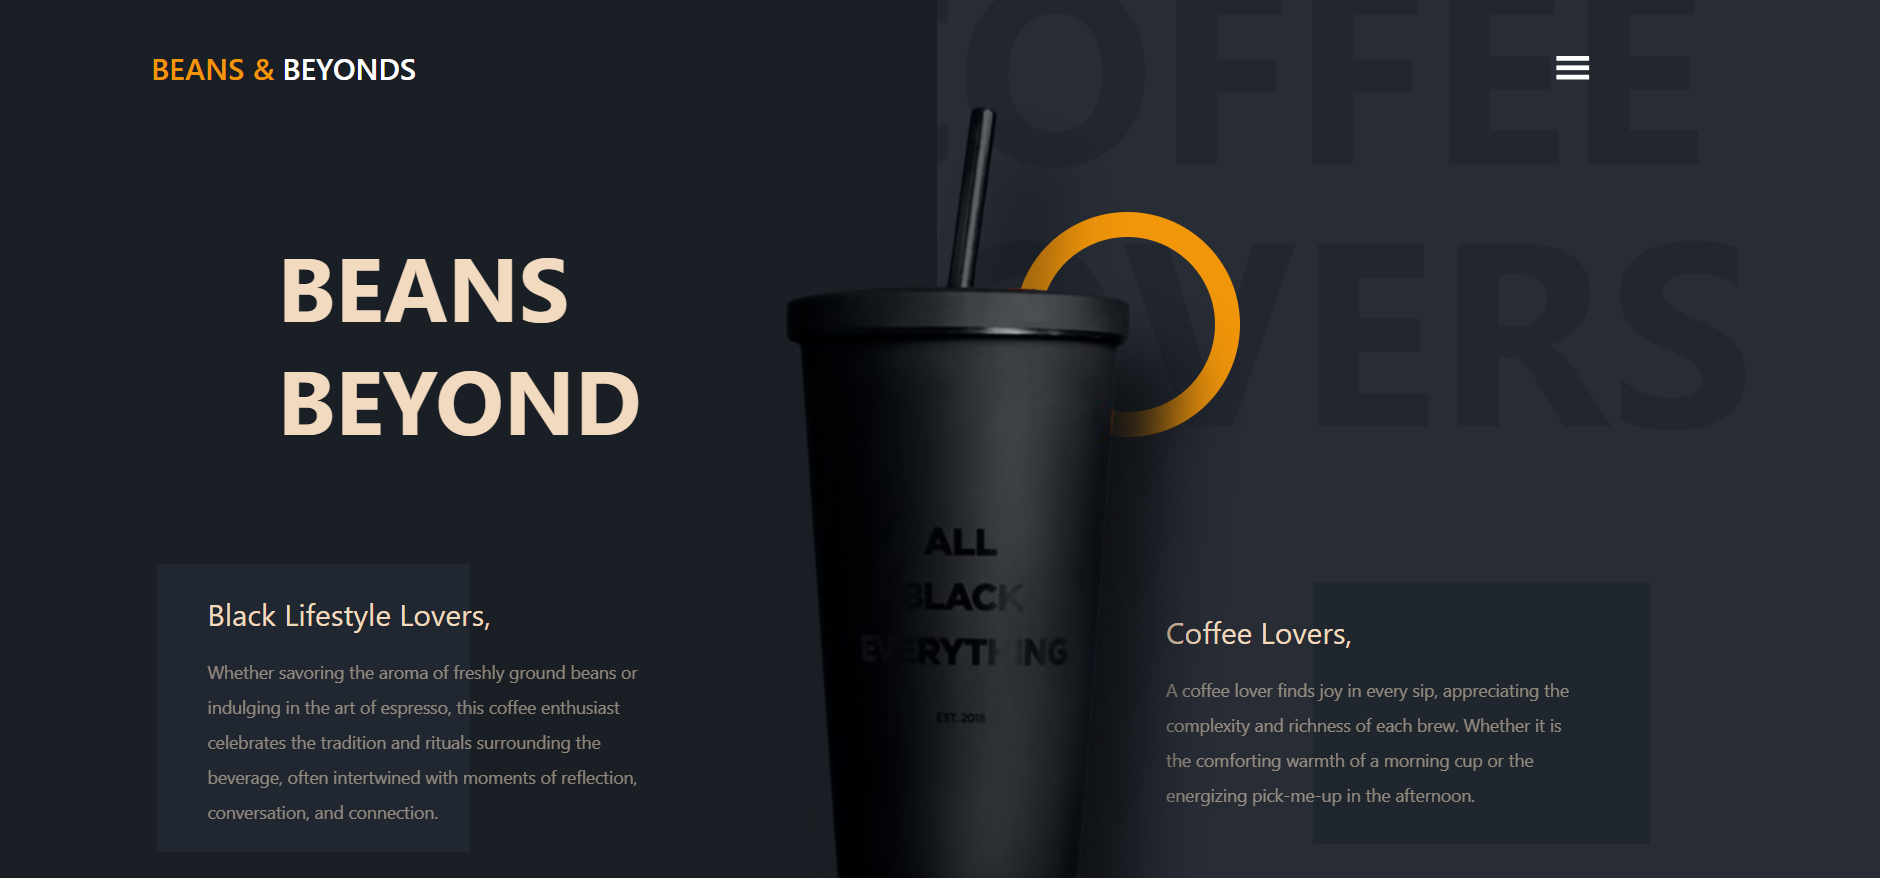 BEANS & BEYONDS
COFFEE
LOVERS
BEANS
BEYOND
ALL
BLACK
EVERYTHING
EST. 2018
Black Lifestyle Lovers,
Whether savoring the aroma of freshly ground beans or
indulging in the art of espresso, this coffee enthusiast
celebrates the tradition and rituals surrounding the
beverage, often intertwined with moments of reflection,
conversation, and connection.
Coffee Lovers,
A coffee lover finds joy in every sip, appreciating the
complexity and richness of each brew. Whether it is
the comforting warmth of a morning cup or the
energizing pick-me-up in the afternoon.